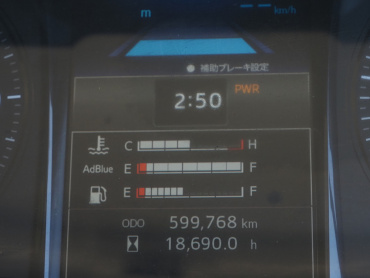 m -- km/h
● 補助ブレーキ設定
2:50 PWR
C H
AdBlue E F
E F
ODO 599,768 km
18,690.0 h